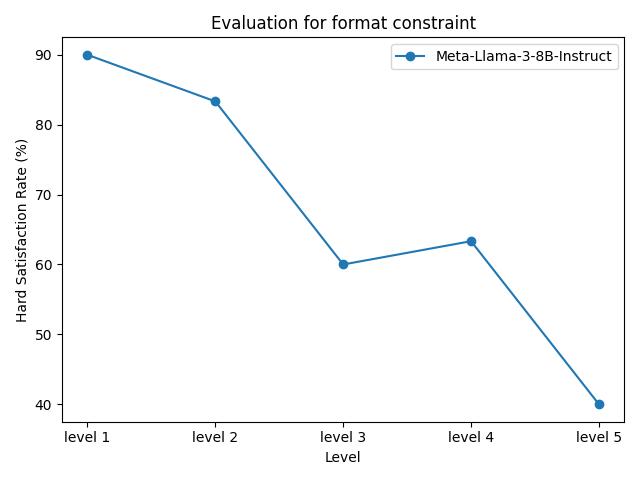 Evaluation for format constraint
Meta-Llama-3-8B-Instruct
Hard Satisfaction Rate (%)
90
80
70
60
50
40
level 1 level 2 level 3 level 4 level 5
Level